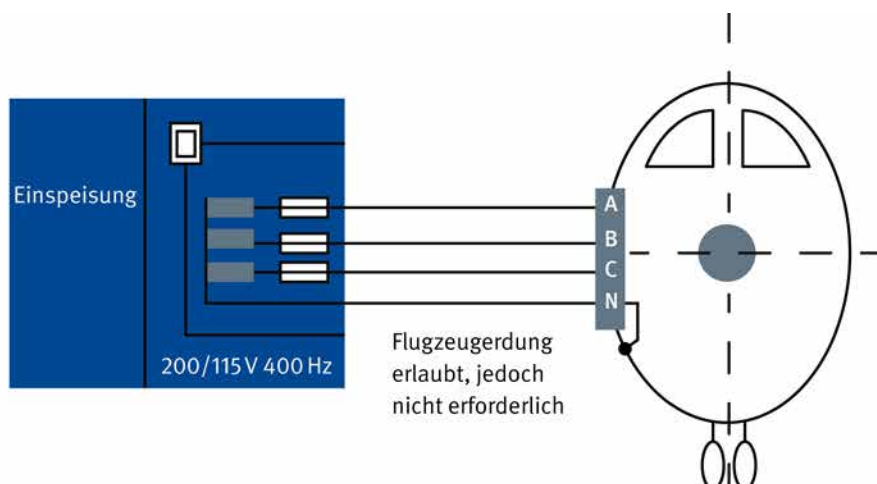 Einspeisung
200/115 V 400 Hz
A
B
C
N
Flugzeugerdung
erlaubt, jedoch
nicht erforderlich